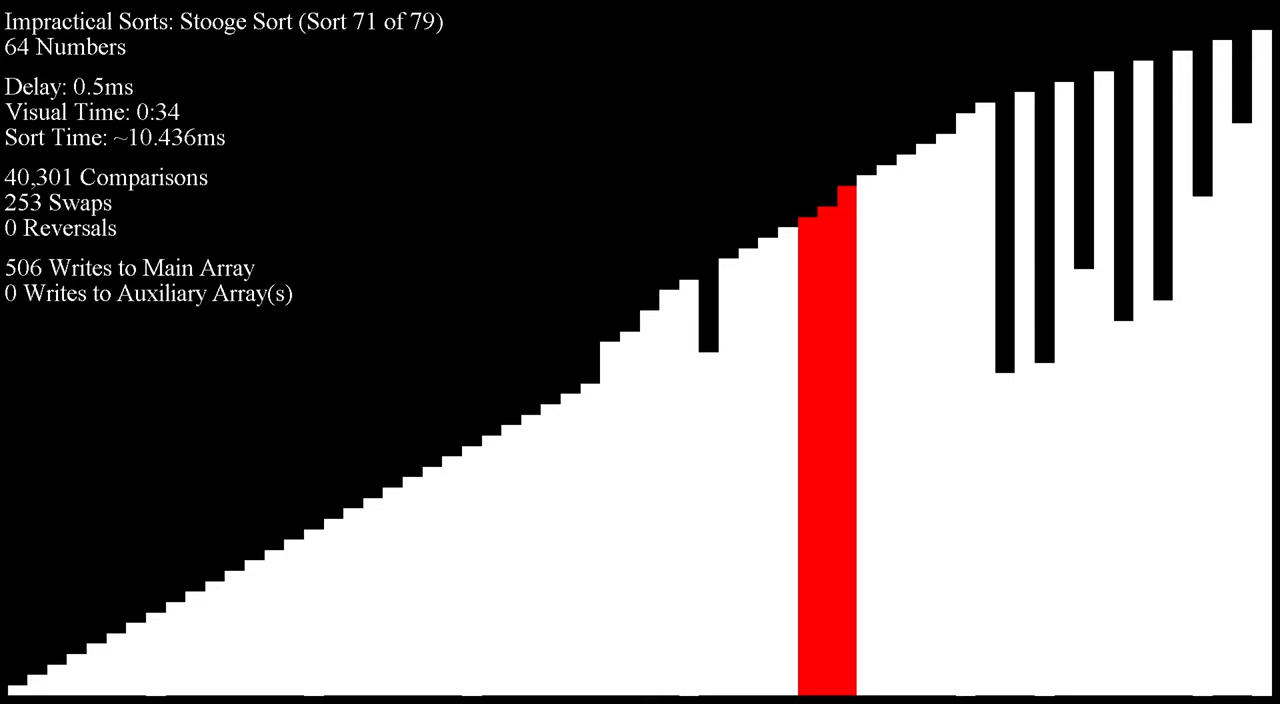 Impractical Sorts: Stooge Sort (Sort 71 of 79)
64 Numbers
Delay: 0.5ms
Visual Time: 0:34
Sort Time: ~10.436ms
40,301 Comparisons
253 Swaps
0 Reversals
506 Writes to Main Array
0 Writes to Auxiliary Array(s)